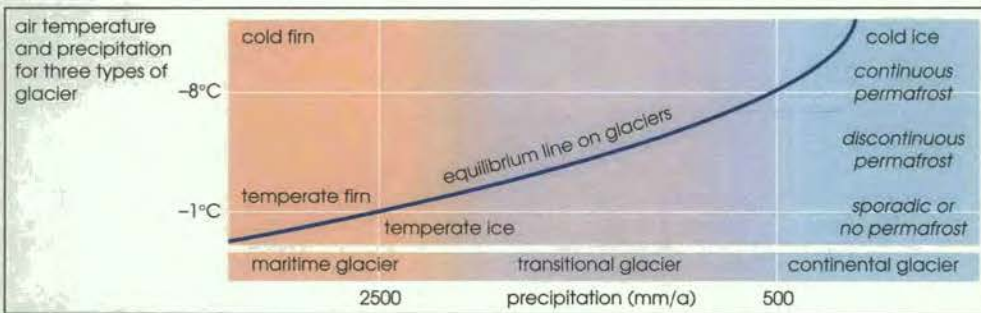 air temperature
and precipitation
for three types of
glacier
cold firn
cold ice
–8°C
continuous
permafrost
equilibrium line on glaciers
discontinuous
permafrost
temperate firn
–1°C
temperate ice
sporadic or
no permafrost
maritime glacier
transitional glacier
continental glacier
2500
precipitation (mm/a)
500